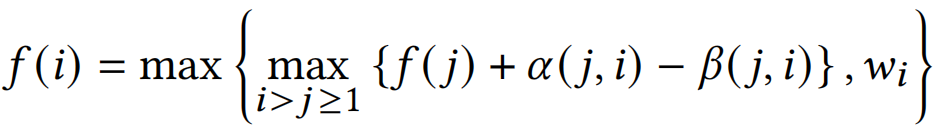 f(i) = max { max_{i>j≥1} {f(j) + α(j, i) − β(j, i)} , w_i }